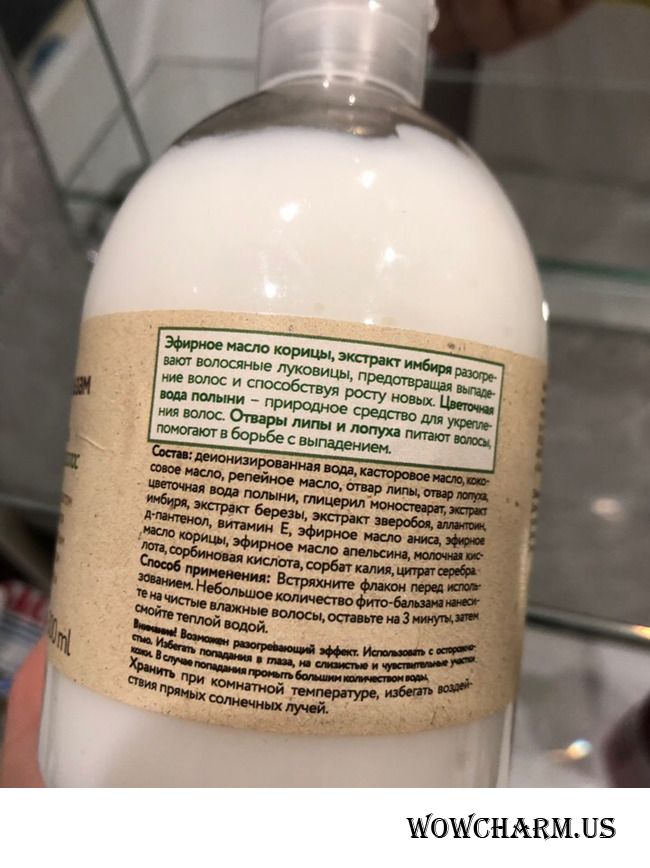 Эфирное масло корицы, экстракт имбиря разогре-
вают волосяные луковицы, предотвращая выпаде-
ние волос и способствуя росту новых. Цветочная
вода полыни – природное средство для укрепле-
ния волос. Отвары липы и лопуха питают волосы,
помогают в борьбе с выпадением.
Состав: деионизированная вода, касторовое масло, коко-
совое масло, репейное масло, отвар липы, отвар лопуха,
цветочная вода полыни, глицерил моностеарат, экстракт
имбиря, экстракт березы, экстракт зверобоя, аллантоин,
д-пантенол, витамин Е, эфирное масло аниса, эфирное
масло корицы, эфирное масло апельсина, молочная кис-
лота, сорбиновая кислота, сорбат калия, цитрат серебра.
Способ применения: Встряхните флакон перед исполь-
зованием. Небольшое количество фито-бальзама нанеси-
те на чистые влажные волосы, оставьте на 3 минуты, затем
смойте теплой водой.
Внимание! Возможен разогревающий эффект. Использовать с осторожно-
стью. Избегать попадания в глаза, на слизистые и чувствительные участки
кожи. В случае попадания промыть большим количеством воды.
Хранить при комнатной температуре, избегать воздей-
ствия прямых солнечных лучей.
ml
WOWCHARM.US